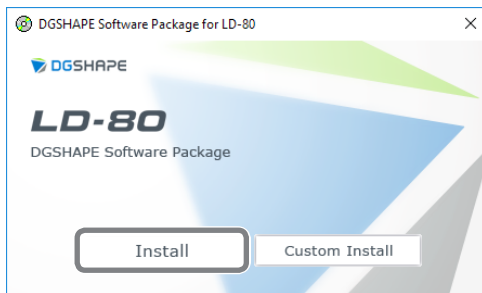 DGSHAPE Software Package for LD-80
DGSHAPE
LD-80
DGSHAPE Software Package
Install
Custom Install